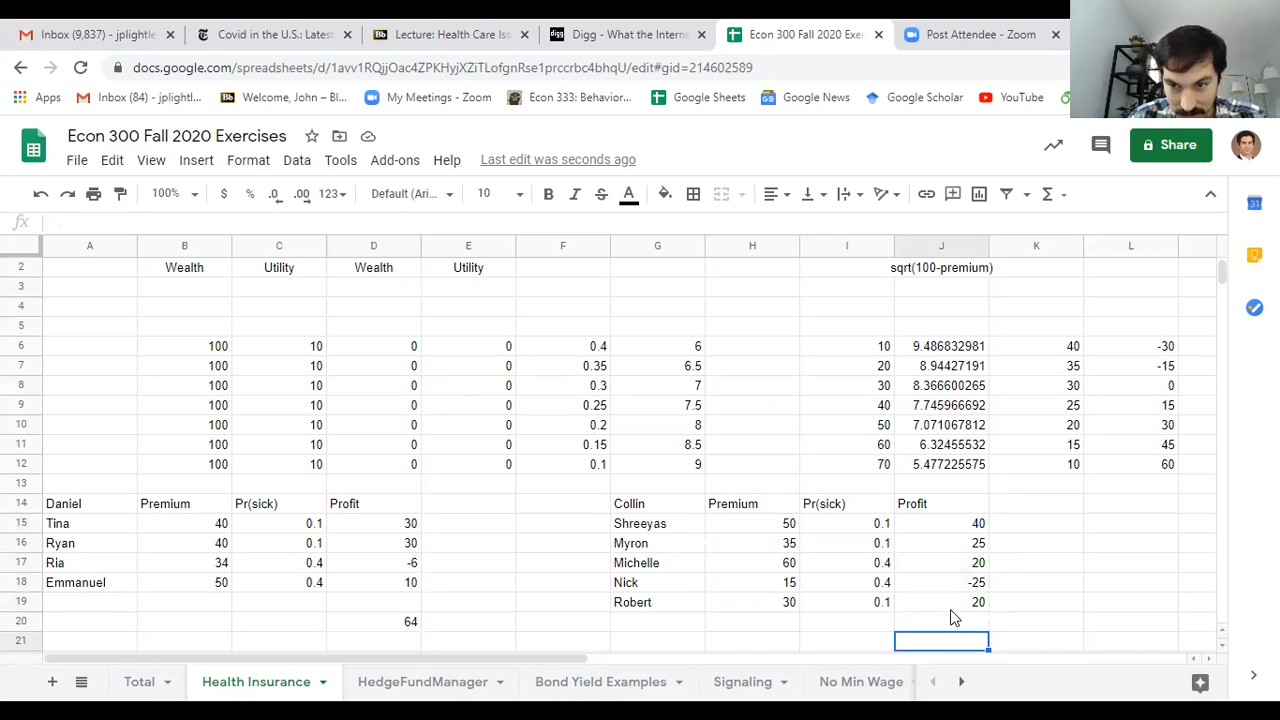 Inbox (9,837) - jplightle
Covid in the U.S.: Latest
Lecture: Health Care Iss
Digg - What the Interne
Econ 300 Fall 2020 Exer
Post Attendee - Zoom
docs.google.com/spreadsheets/d/1avv1RQjjOac4ZPKHyjXZiTLofgnRse1prccrbc4bhqU/edit#gid=214602589
Apps
Inbox (84) - jplightl...
Welcome, John – Bl...
My Meetings - Zoom
Econ 333: Behavior...
Google Sheets
Google News
Google Scholar
YouTube
Econ 300 Fall 2020 Exercises
File Edit View Insert Format Data Tools Add-ons Help Last edit was seconds ago
Share
100% $ % .0 .00 123 Default (Ari... 10 B I S A
fx
A B C D E F G H I J K L
2 Wealth Utility Wealth Utility sqrt(100-premium)
3
4
5
6 100 10 0 0 0.4 6 10 9.486832981 40 -30
7 100 10 0 0 0.35 6.5 20 8.94427191 35 -15
8 100 10 0 0 0.3 7 30 8.366600265 30 0
9 100 10 0 0 0.25 7.5 40 7.745966692 25 15
10 100 10 0 0 0.2 8 50 7.071067812 20 30
11 100 10 0 0 0.15 8.5 60 6.32455532 15 45
12 100 10 0 0 0.1 9 70 5.477225575 10 60
13
14 Daniel Premium Pr(sick) Profit Collin Premium Pr(sick) Profit
15 Tina 40 0.1 30 Shreeyas 50 0.1 40
16 Ryan 40 0.1 30 Myron 35 0.1 25
17 Ria 34 0.4 -6 Michelle 60 0.4 20
18 Emmanuel 50 0.4 10 Nick 15 0.4 -25
19 Robert 30 0.1 20
20 64
21
Total
Health Insurance
HedgeFundManager
Bond Yield Examples
Signaling
No Min Wage